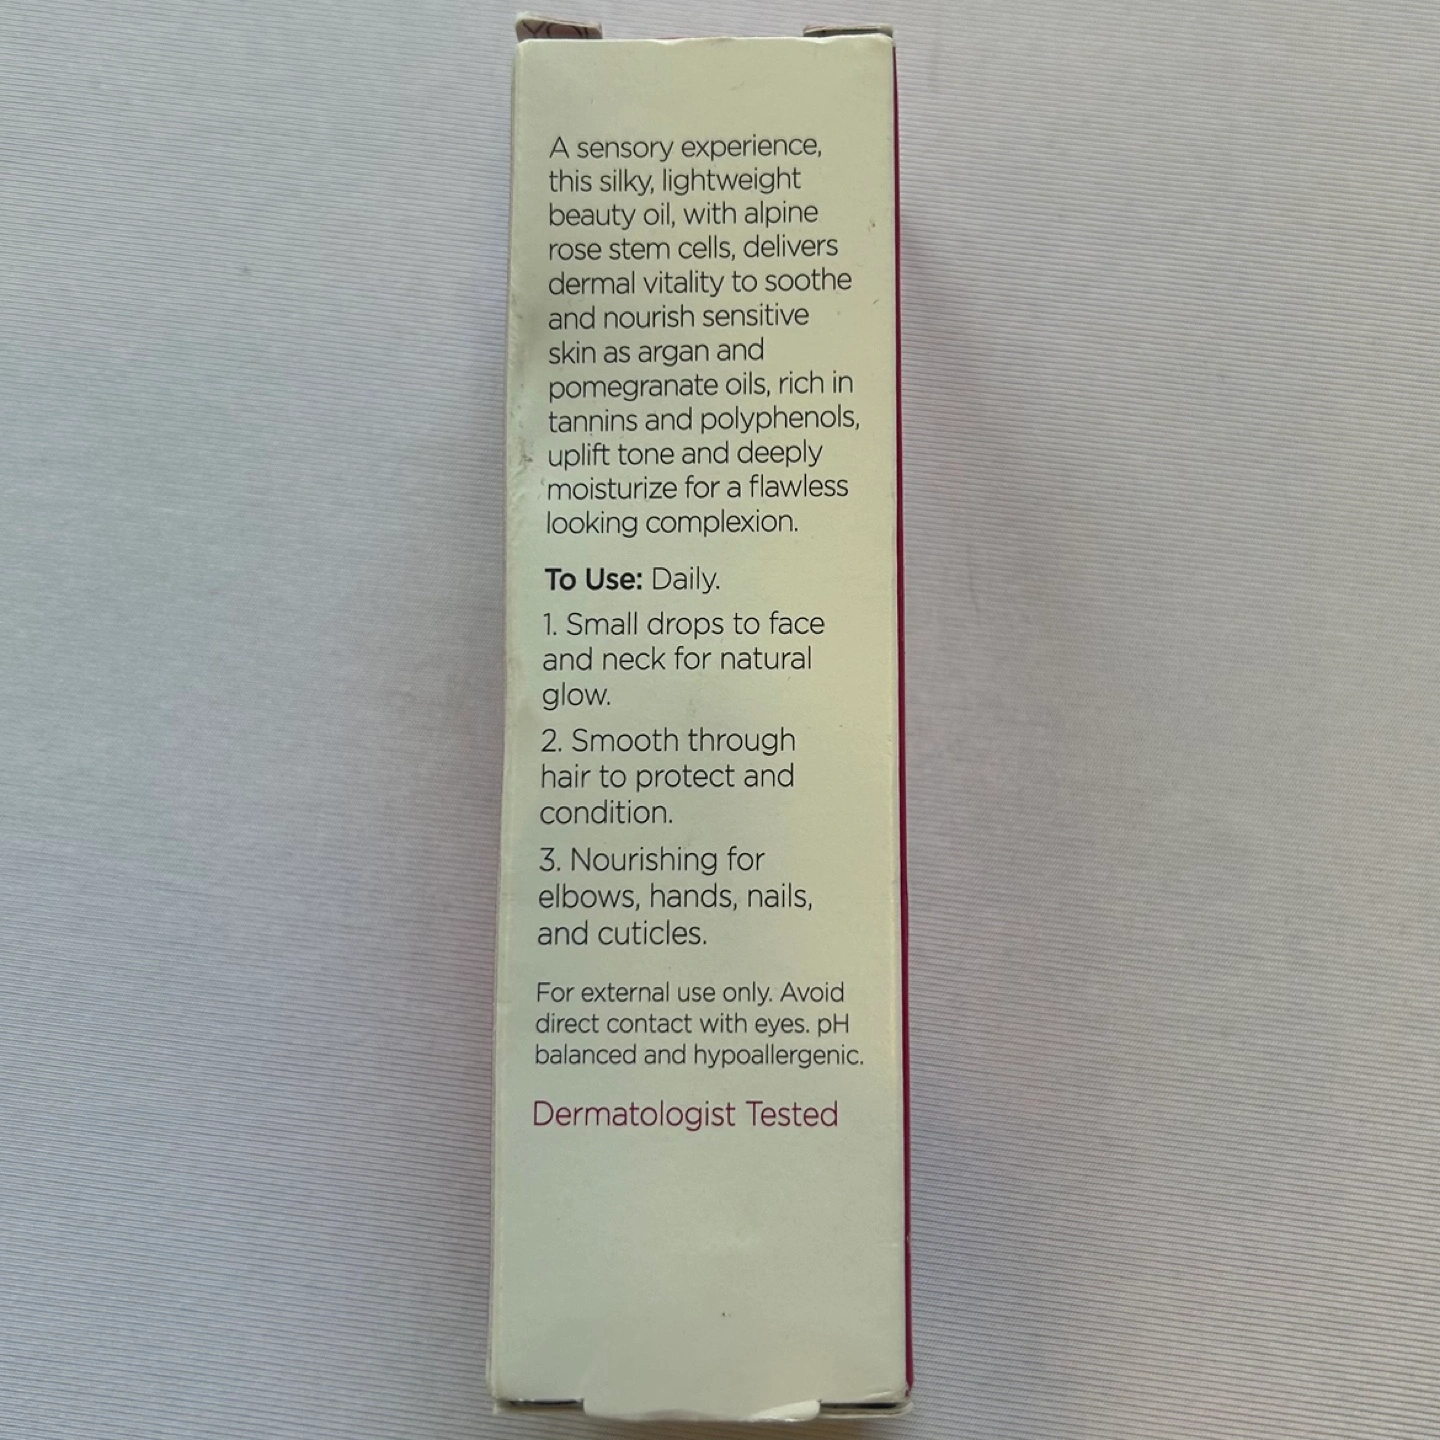 A sensory experience,
this silky, lightweight
beauty oil, with alpine
rose stem cells, delivers
dermal vitality to soothe
and nourish sensitive
skin as argan and
pomegranate oils, rich in
tannins and polyphenols,
uplift tone and deeply
moisturize for a flawless
looking complexion.
To Use: Daily.
1. Small drops to face
and neck for natural
glow.
2. Smooth through
hair to protect and
condition.
3. Nourishing for
elbows, hands, nails,
and cuticles.
For external use only. Avoid
direct contact with eyes. pH
balanced and hypoallergenic.
Dermatologist Tested